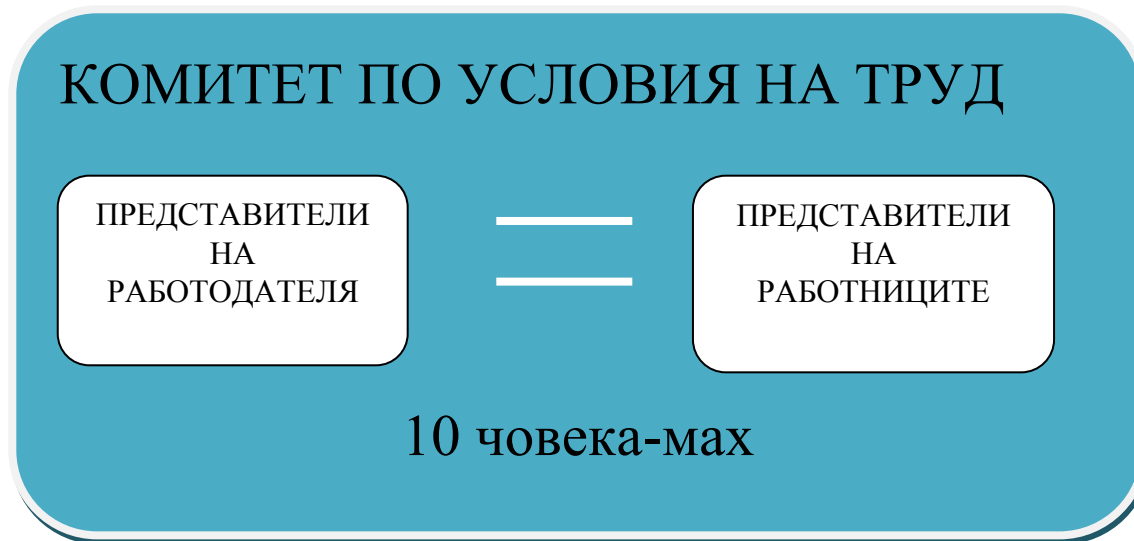 КОМИТЕТ ПО УСЛОВИЯ НА ТРУД
ПРЕДСТАВИТЕЛИ
НА
РАБОТОДАТЕЛЯ
ПРЕДСТАВИТЕЛИ
НА
РАБОТНИЦИТЕ
10 човека-мах